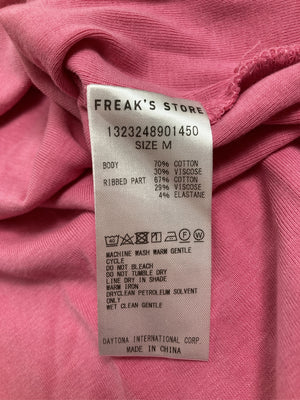 FREAK'S STORE
1323248901450
SIZE M
BODY 70% COTTON
30% VISCOSE
RIBBED PART 67% COTTON
29% VISCOSE
4% ELASTANE
MACHINE WASH WARM GENTLE
CYCLE
DO NOT BLEACH
DO NOT TUMBLE DRY
LINE DRY IN SHADE
WARM IRON
DRYCLEAN PETROLEUM SOLVENT
ONLY
WET CLEAN GENTLE
DAYTONA INTERNATIONAL CORP.
MADE IN CHINA